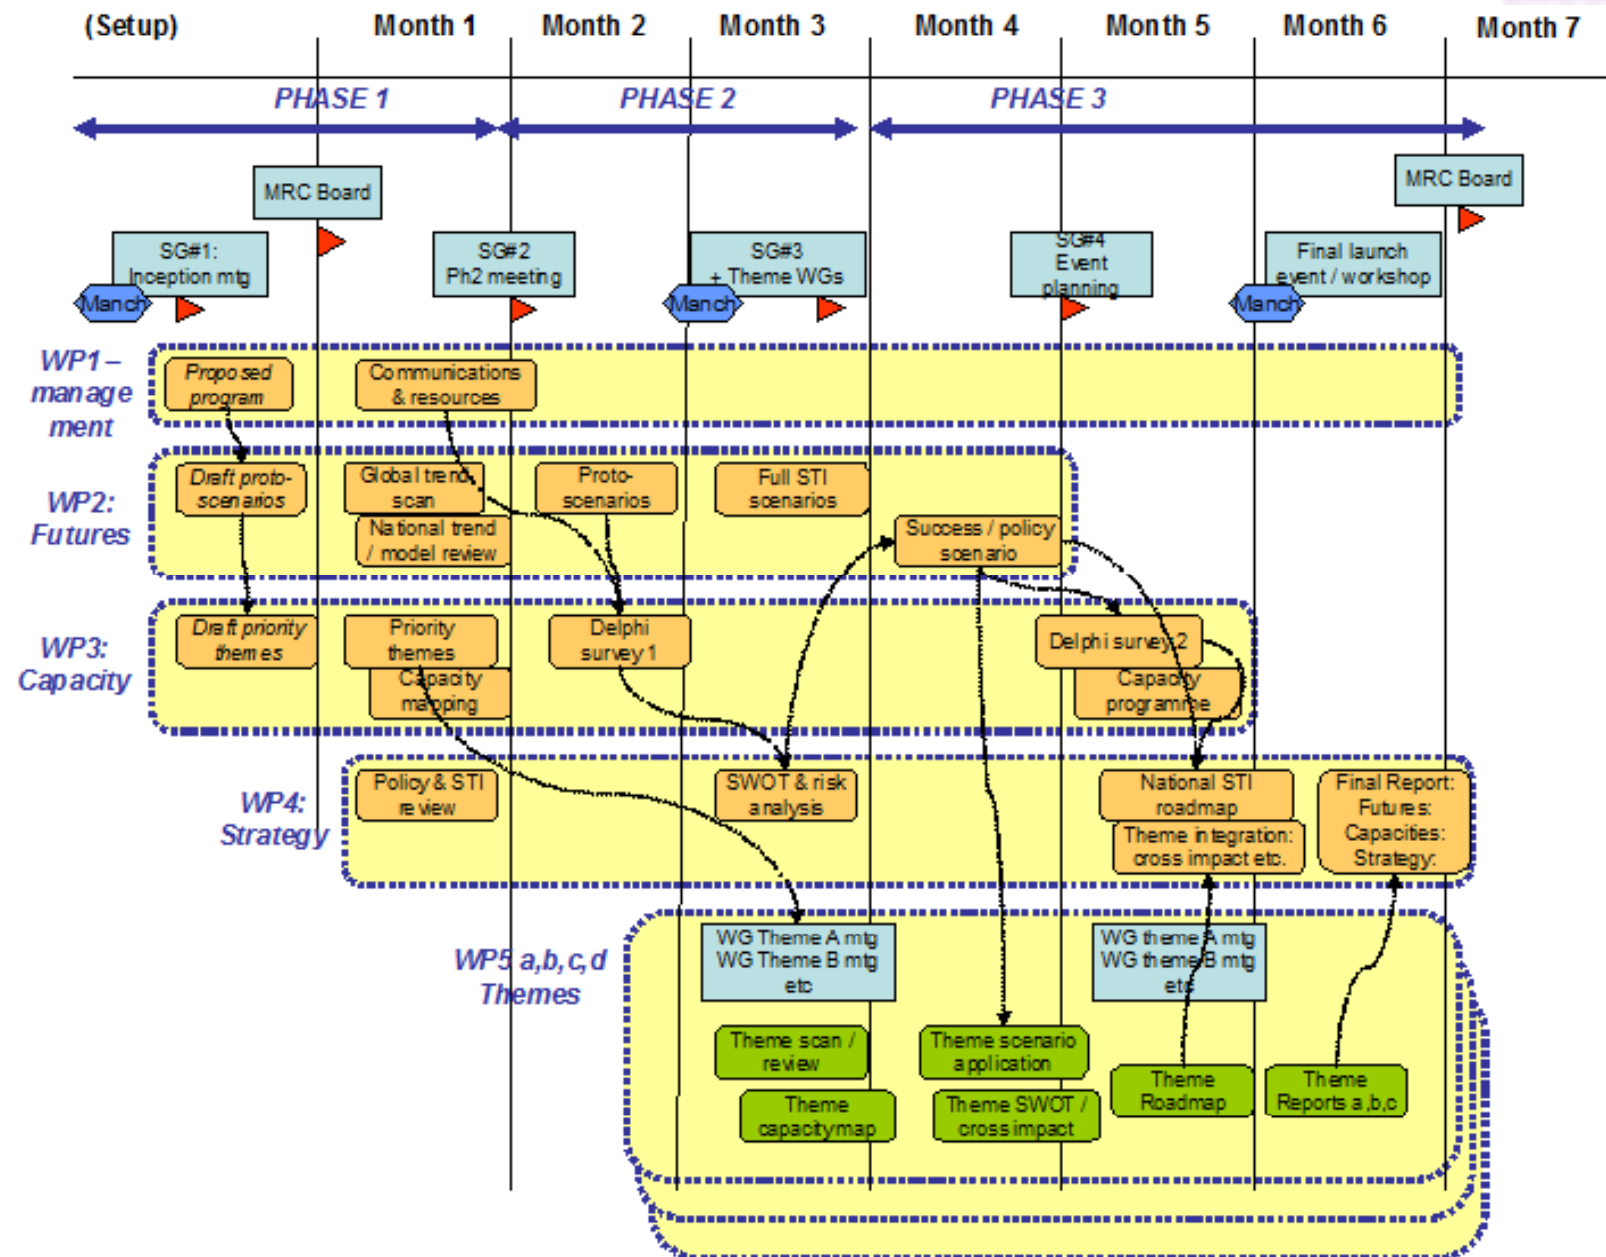 (Setup)
Month 1
Month 2
Month 3
Month 4
Month 5
Month 6
Month 7
PHASE 1
PHASE 2
PHASE 3
MRC Board
MRC Board
SG#1:
Inception mtg
SG#2
Ph2 meeting
SG#3
+ Theme WGs
SG#4
Event
planning
Final launch
event / workshop
Manch
Manch
Manch
WP1 –
manage
ment
Proposed
program
Communications
& resources
WP2:
Futures
Draft proto-
scenarios
Global trend
scan
National trend
/ model review
Proto-
scenarios
Full STI
scenarios
Success / policy
scenario
WP3:
Capacity
Draft priority
themes
Priority
themes
Capacity
mapping
Delphi
survey 1
Delphi survey 2
Capacity
programme
WP4:
Strategy
Policy & STI
review
SWOT & risk
analysis
National STI
roadmap
Theme integration:
cross impact etc.
Final Report:
Futures:
Capacities:
Strategy:
WP5 a,b,c,d
Themes
WG Theme A mtg
WG Theme B mtg
etc
WG theme A mtg
WG theme B mtg
etc
Theme scan /
review
Theme
capacity map
Theme scenario
application
Theme SWOT /
cross impact
Theme
Roadmap
Theme
Reports a,b,c